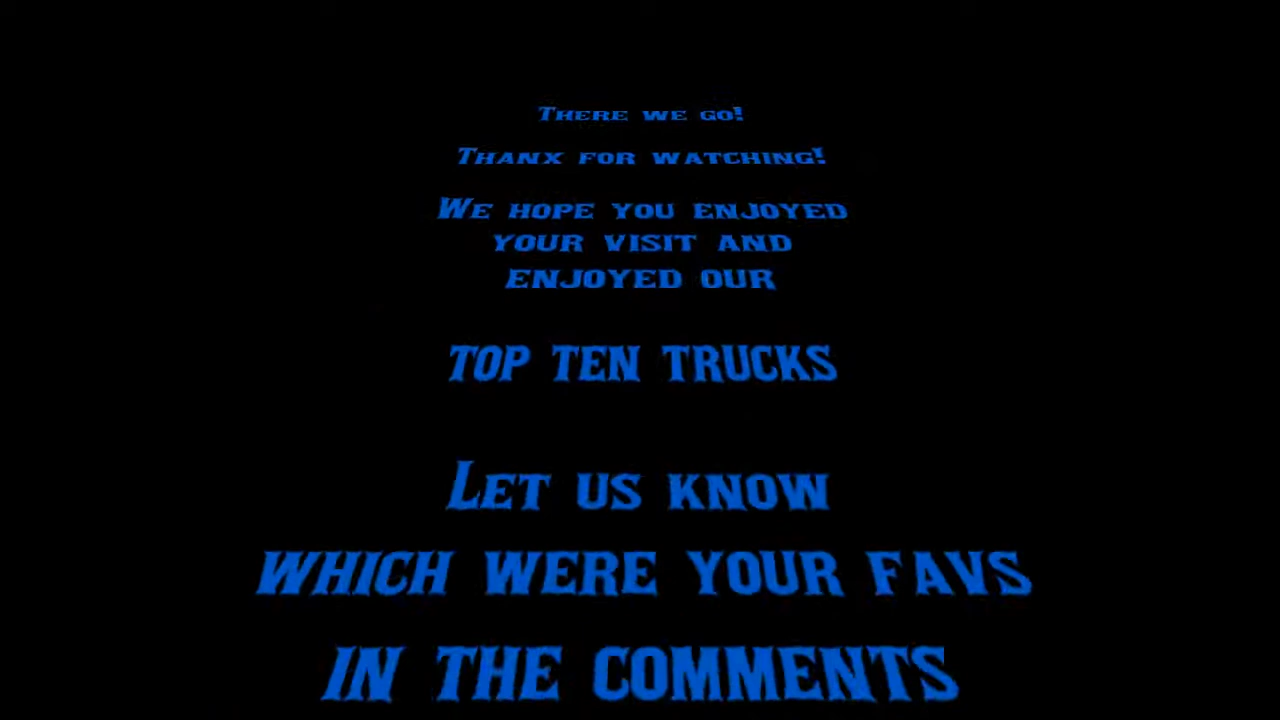 There we go!
Thanx for watching!
We hope you enjoyed
your visit and
enjoyed our
top ten trucks
Let us know
which were your favs
in the comments